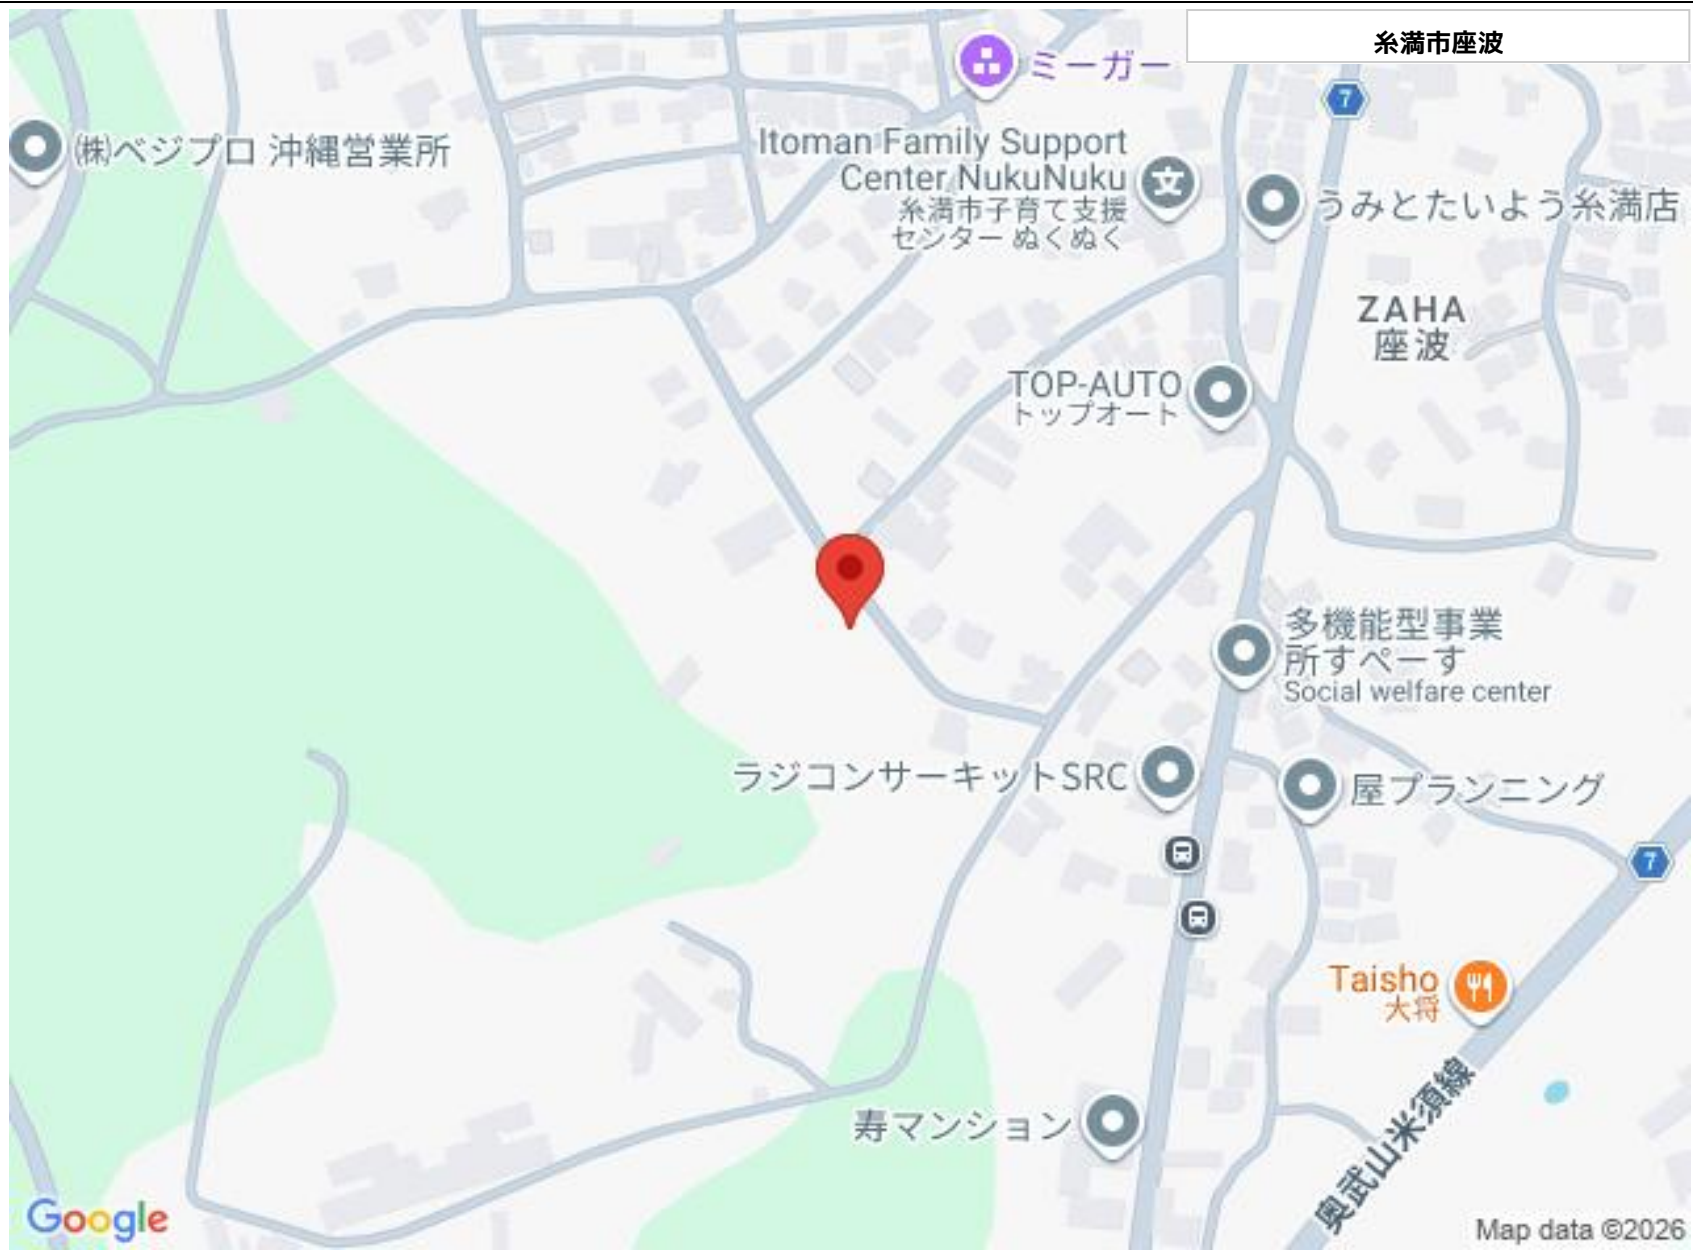 糸満市座波
ミーガー
7
㈱ベジプロ 沖縄営業所
Itoman Family Support
Center NukuNuku
糸満市子育て支援
センター ぬくぬく
うみとたいよう糸満店
ZAHA
座波
TOP-AUTO
トップオート
多機能型事業
所すぺーす
Social welfare center
ラジコンサーキットSRC
屋プランニング
7
Taisho
大将
奥武山米須線
寿マンション
Google
Map data ©2026